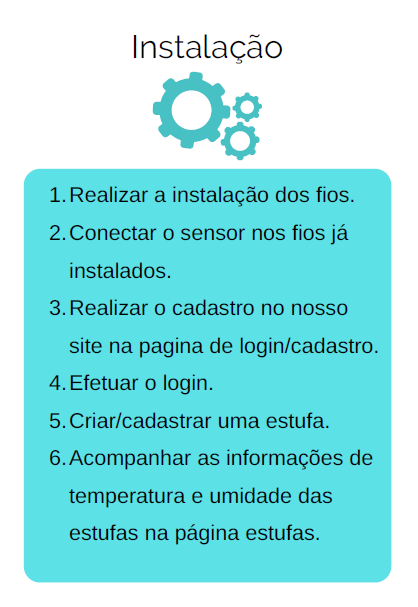 Instalação
1. Realizar a instalação dos fios.
2. Conectar o sensor nos fios já
instalados.
3. Realizar o cadastro no nosso
site na pagina de login/cadastro.
4. Efetuar o login.
5. Criar/cadastrar uma estufa.
6. Acompanhar as informações de
temperatura e umidade das
estufas na página estufas.